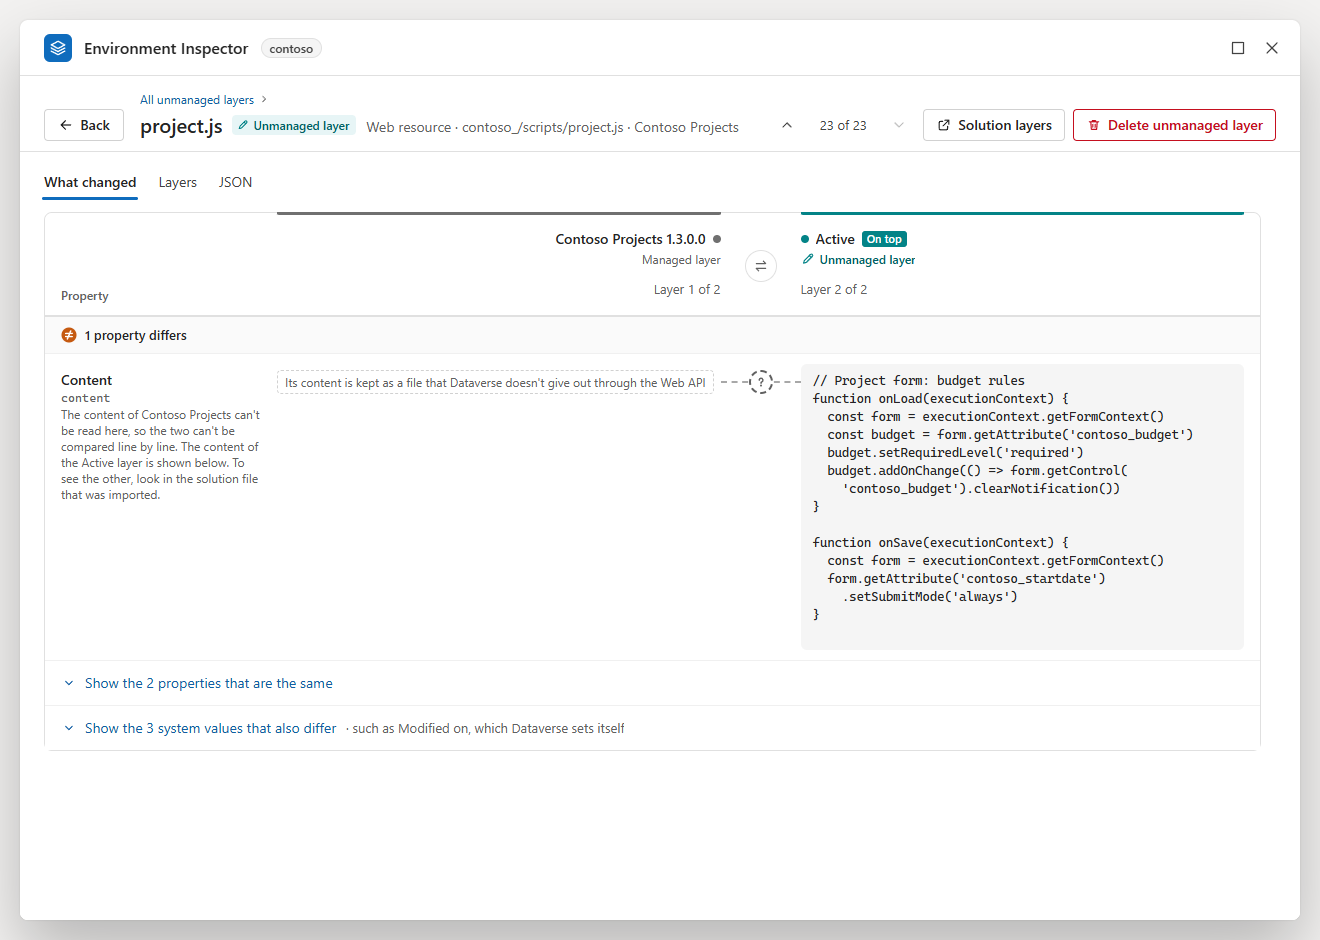 Environment Inspector contoso
All unmanaged layers
Back
project.js Unmanaged layer Web resource · contoso_/scripts/project.js · Contoso Projects
23 of 23
Solution layers
Delete unmanaged layer
What changed Layers JSON
Property
Contoso Projects 1.3.0.0
Managed layer
Layer 1 of 2
Active On top
Unmanaged layer
Layer 2 of 2
1 property differs
Content
content
The content of Contoso Projects can't
be read here, so the two can't be
compared line by line. The content of
the Active layer is shown below. To
see the other, look in the solution file
that was imported.
Its content is kept as a file that Dataverse doesn't give out through the Web API
?
// Project form: budget rules
function onLoad(executionContext) {
  const form = executionContext.getFormContext()
  const budget = form.getAttribute('contoso_budget')
  budget.setRequiredLevel('required')
  budget.addOnChange(() => form.getControl(
    'contoso_budget').clearNotification())
}
function onSave(executionContext) {
  const form = executionContext.getFormContext()
  form.getAttribute('contoso_startdate')
    .setSubmitMode('always')
}
Show the 2 properties that are the same
Show the 3 system values that also differ · such as Modified on, which Dataverse sets itself